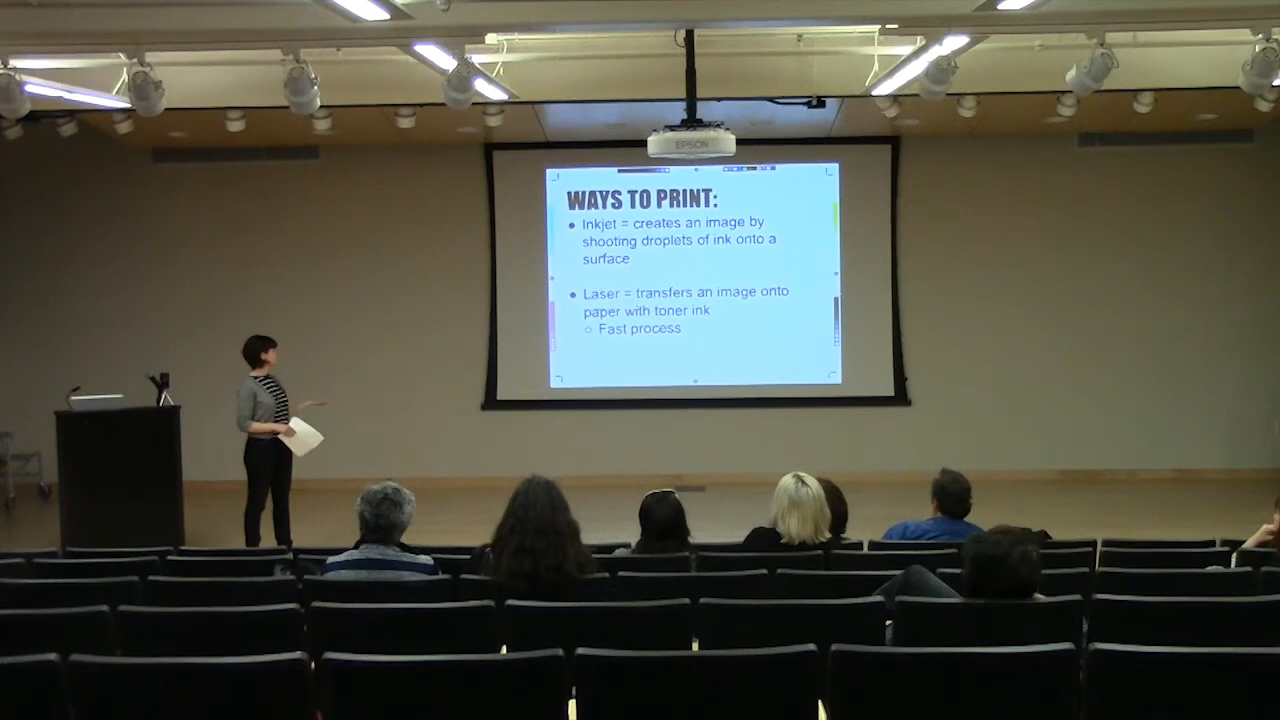 EPSON
WAYS TO PRINT:
● Inkjet = creates an image by
shooting droplets of ink onto a
surface
● Laser = transfers an image onto
paper with toner ink
○ Fast process